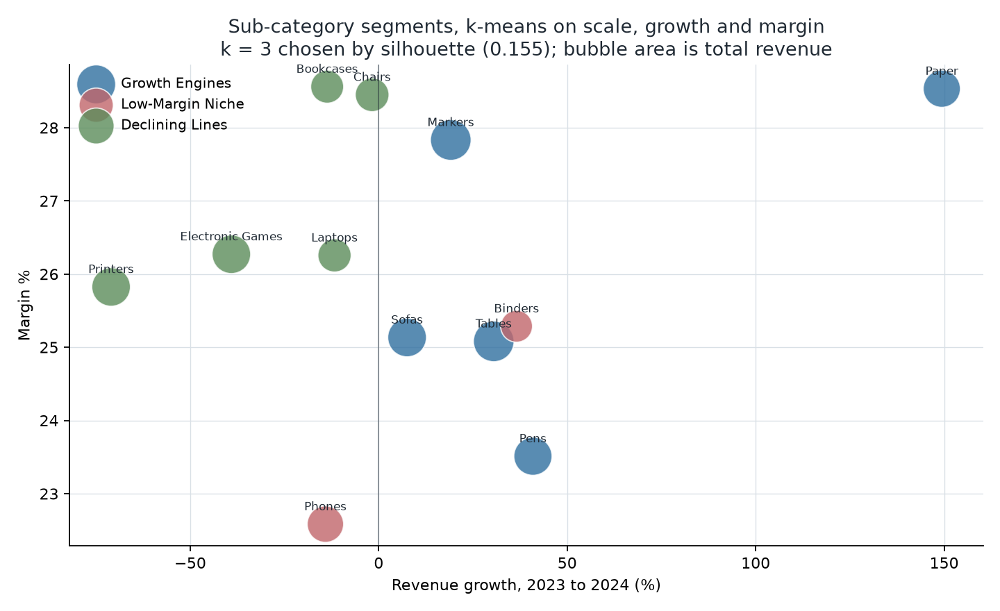 Sub-category segments, k-means on scale, growth and margin
k = 3 chosen by silhouette (0.155); bubble area is total revenue
Growth Engines
Low-Margin Niche
Declining Lines
Bookcases
Chairs
Paper
Markers
Electronic Games
Laptops
Printers
Binders
Sofas
Tables
Pens
Phones
Margin %
28
27
26
25
24
23
−50
0
50
100
150
Revenue growth, 2023 to 2024 (%)